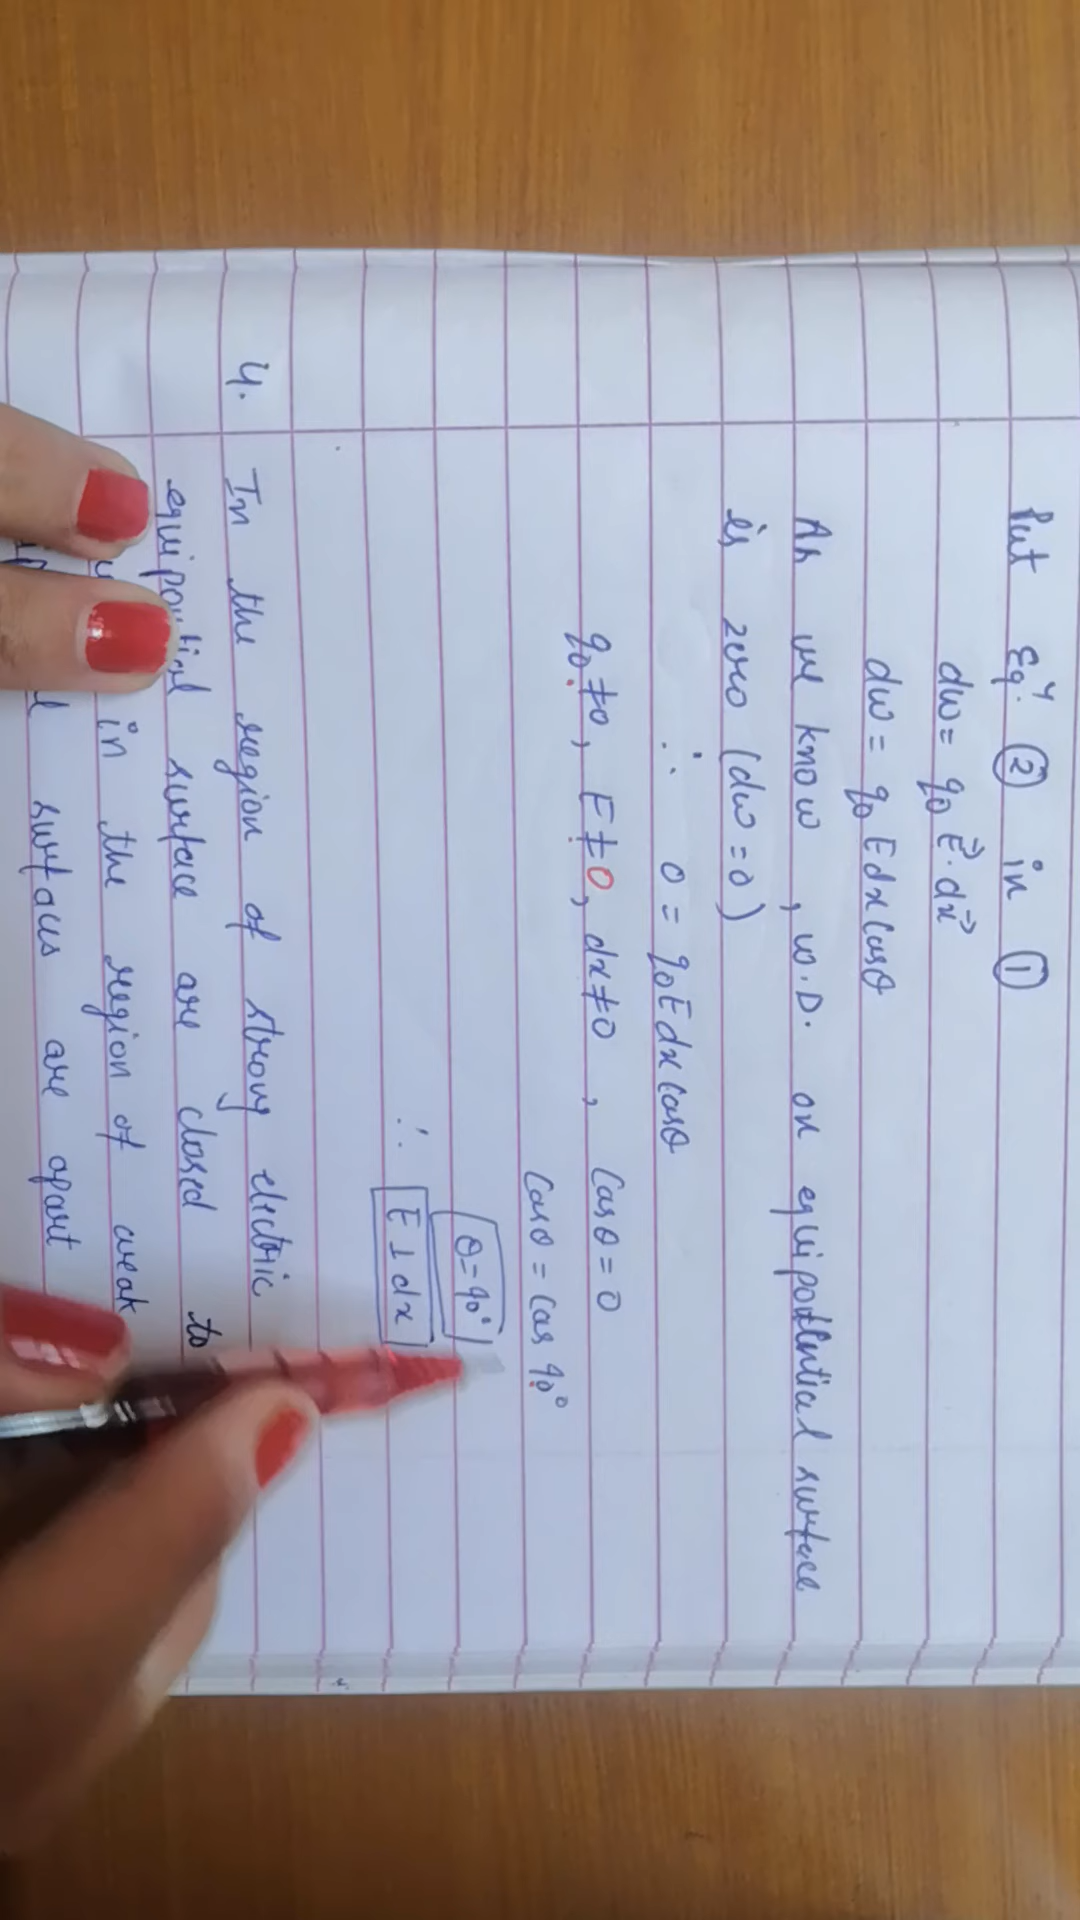 Put Eqⁿ. ② in ①
dw = q₀ E⃗·dx⃗
dw = q₀ E dx Cosθ
As we know, w.D. on equipotential surface
is zero (dw = 0)
∴ 0 = q₀ E dx Cosθ
q₀ ≠ 0, E ≠ 0, dx ≠ 0, Cosθ = 0
Cosθ = Cos 90°
θ = 90°
∴ E ⊥ dx
4. In the region of strong electric
equipotential surface are closed to
in the region of weak
surfaces are apart